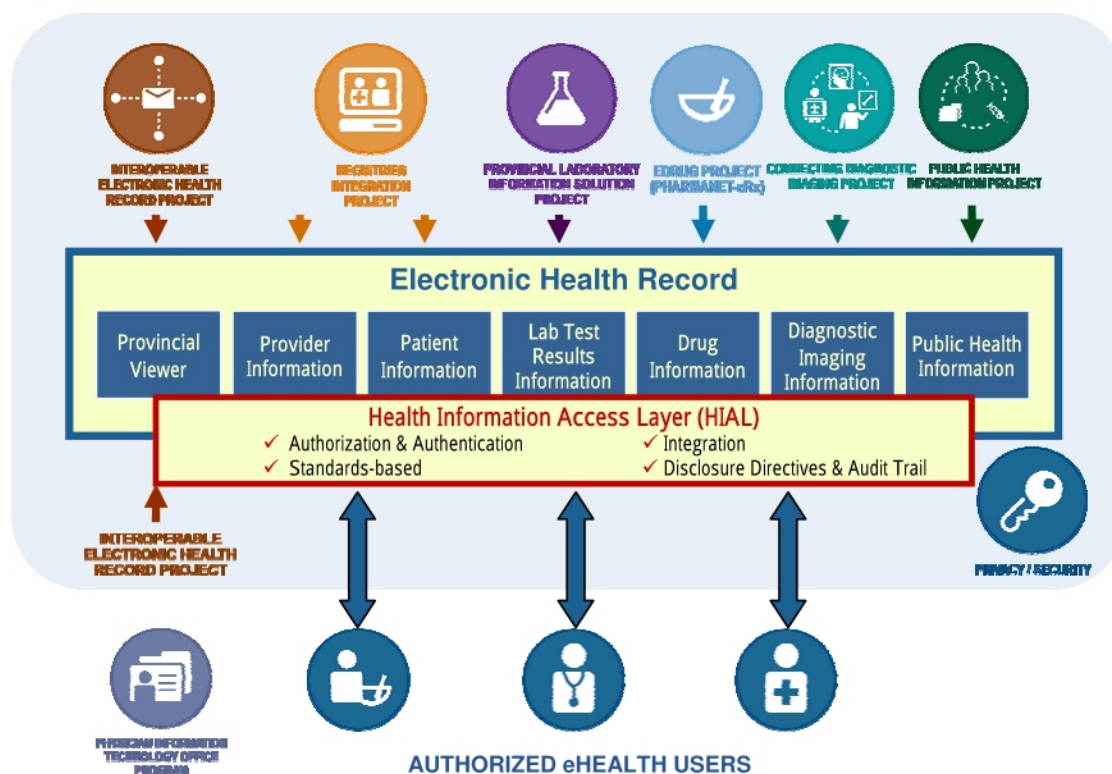 INTEROPERABLE
ELECTRONIC HEALTH
RECORD PROJECT
REGISTRIES
INTEGRATION
PROJECT
PROVINCIAL LABORATORY
INFORMATION SOLUTION
PROJECT
EDRUG PROJECT
(PHARMANET-eRx)
CONNECTING DIAGNOSTIC
IMAGING PROJECT
PUBLIC HEALTH
INFORMATION PROJECT
Electronic Health Record
Provincial
Viewer
Provider
Information
Patient
Information
Lab Test
Results
Information
Drug
Information
Diagnostic
Imaging
Information
Public Health
Information
Health Information Access Layer (HIAL)
✓ Authorization & Authentication
✓ Integration
✓ Standards-based
✓ Disclosure Directives & Audit Trail
INTEROPERABLE
ELECTRONIC HEALTH
RECORD PROJECT
PRIVACY / SECURITY
PHYSICIAN INFORMATION
TECHNOLOGY OFFICE
PROGRAM
AUTHORIZED eHEALTH USERS